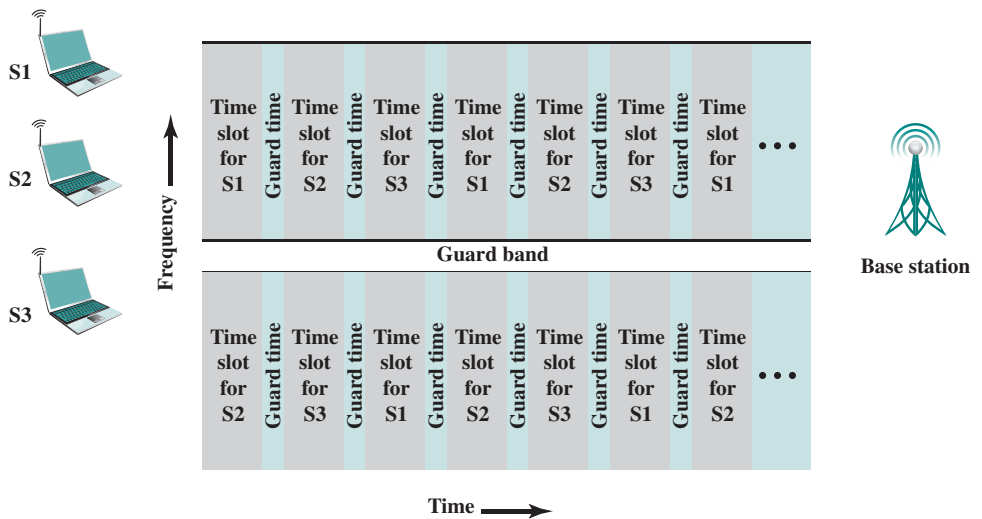 S1
S2
S3
Frequency
Time
slot
for
S1
Guard time
Time
slot
for
S2
Guard time
Time
slot
for
S3
Guard time
Time
slot
for
S1
Guard time
Time
slot
for
S2
Guard time
Time
slot
for
S3
Guard time
Time
slot
for
S1
Guard band
Time
slot
for
S2
Guard time
Time
slot
for
S3
Guard time
Time
slot
for
S1
Guard time
Time
slot
for
S2
Guard time
Time
slot
for
S3
Guard time
Time
slot
for
S1
Guard time
Time
slot
for
S2
Time
Base station